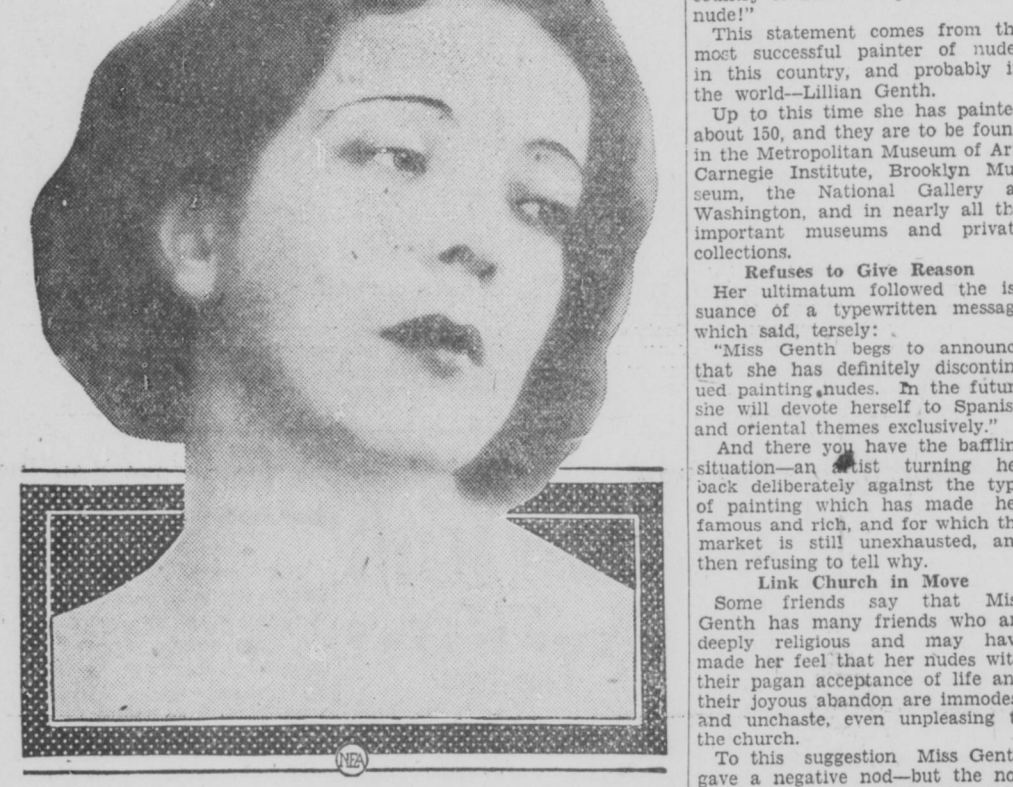 nude!"
This statement comes from th
most successful painter of nude
in this country, and probably i
the world--Lillian Genth.
Up to this time she has painte
about 150, and they are to be foun
in the Metropolitan Museum of Ar
Carnegie Institute, Brooklyn Mu
seum, the National Gallery a
Washington, and in nearly all th
important museums and privat
collections.
Refuses to Give Reason
Her ultimatum followed the is
suance of a typewritten messag
which said, tersely:
"Miss Genth begs to announc
that she has definitely discontin
ued painting nudes. In the futur
she will devote herself to Spanis
and oriental themes exclusively."
And there you have the bafflin
situation—an artist turning he
back deliberately against the typ
of painting which has made he
famous and rich, and for which th
market is still unexhausted, an
then refusing to tell why.
Link Church in Move
Some friends say that Mis
Genth has many friends who ar
deeply religious and may hav
made her feel that her nudes wit
their pagan acceptance of life an
their joyous abandon are immodes
and unchaste, even unpleasing t
the church.
To this suggestion Miss Gent
gave a negative nod—but the no
NEA